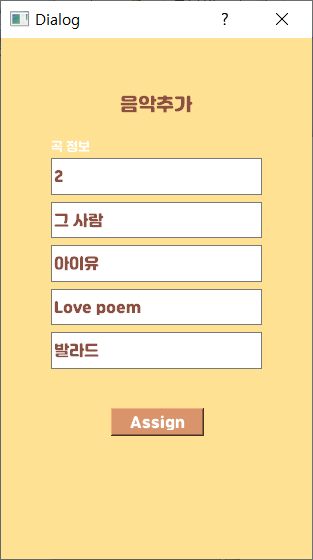 Dialog
?
음악추가
곡 정보
2
그 사람
아이유
Love poem
발라드
Assign